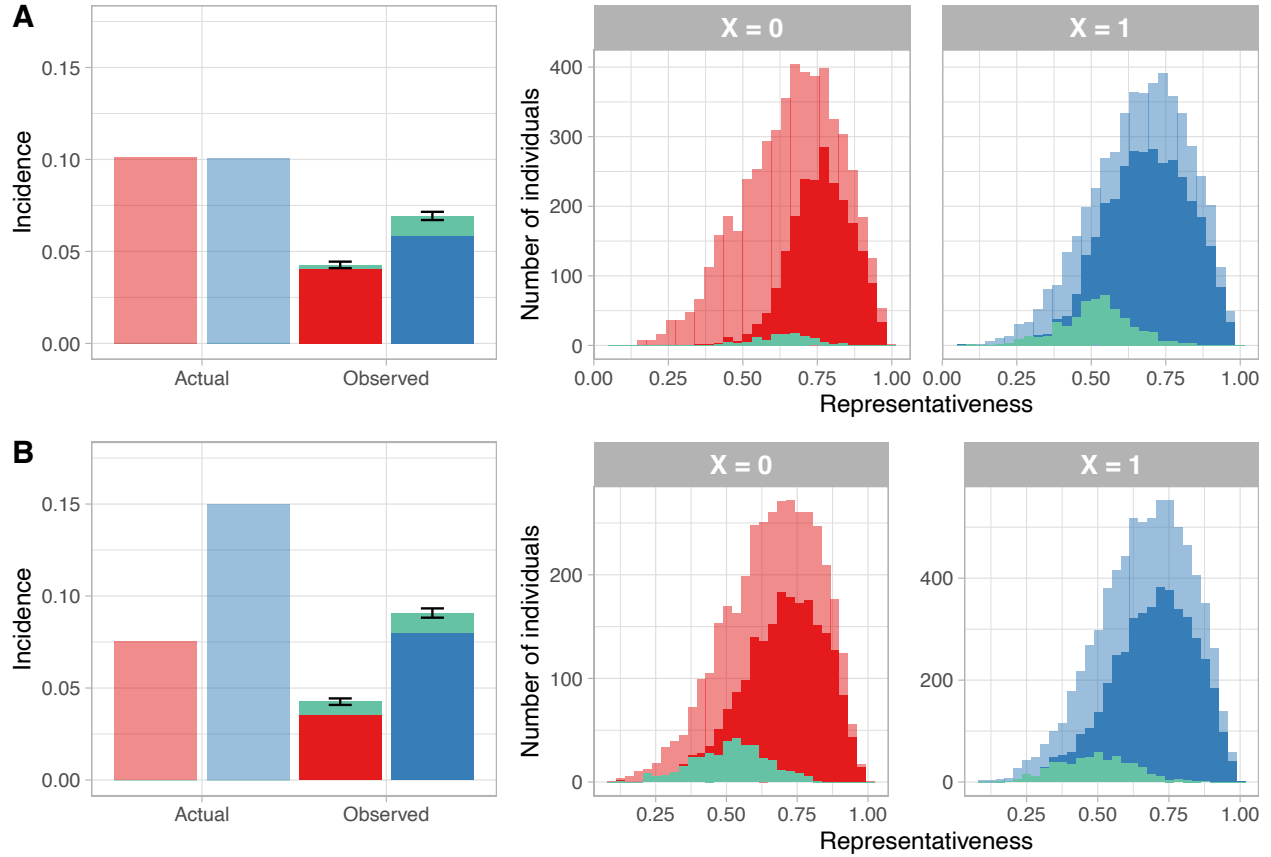 A
Incidence
0.15
0.10
0.05
0.00
Actual Observed
X = 0 X = 1
Number of individuals
400
300
200
100
0
0.00 0.25 0.50 0.75 1.00 0.00 0.25 0.50 0.75 1.00
Representativeness
B
Incidence
0.15
0.10
0.05
0.00
Actual Observed
X = 0 X = 1
Number of individuals
200
100
0
400
200
0
0.25 0.50 0.75 1.00 0.25 0.50 0.75 1.00
Representativeness